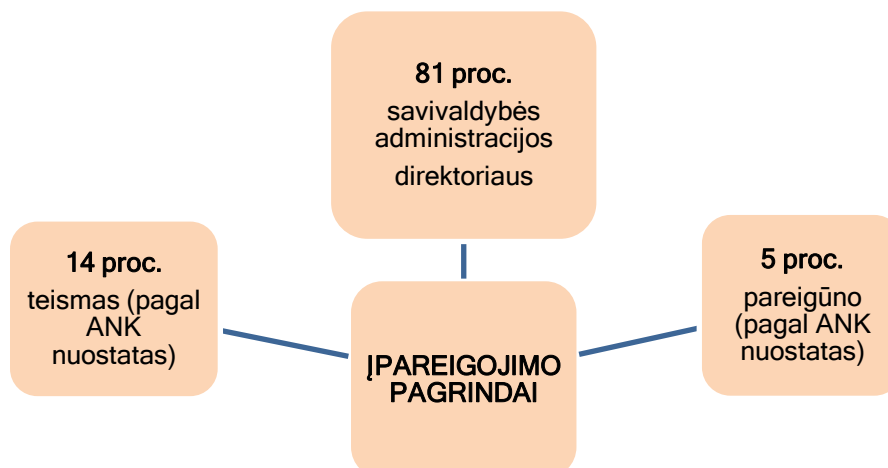 81 proc.
savivaldybės
administracijos
direktoriaus
14 proc.
teismas (pagal
ANK
nuostatas)
5 proc.
pareigūno
(pagal ANK
nuostatas)
ĮPAREIGOJIMO
PAGRINDAI